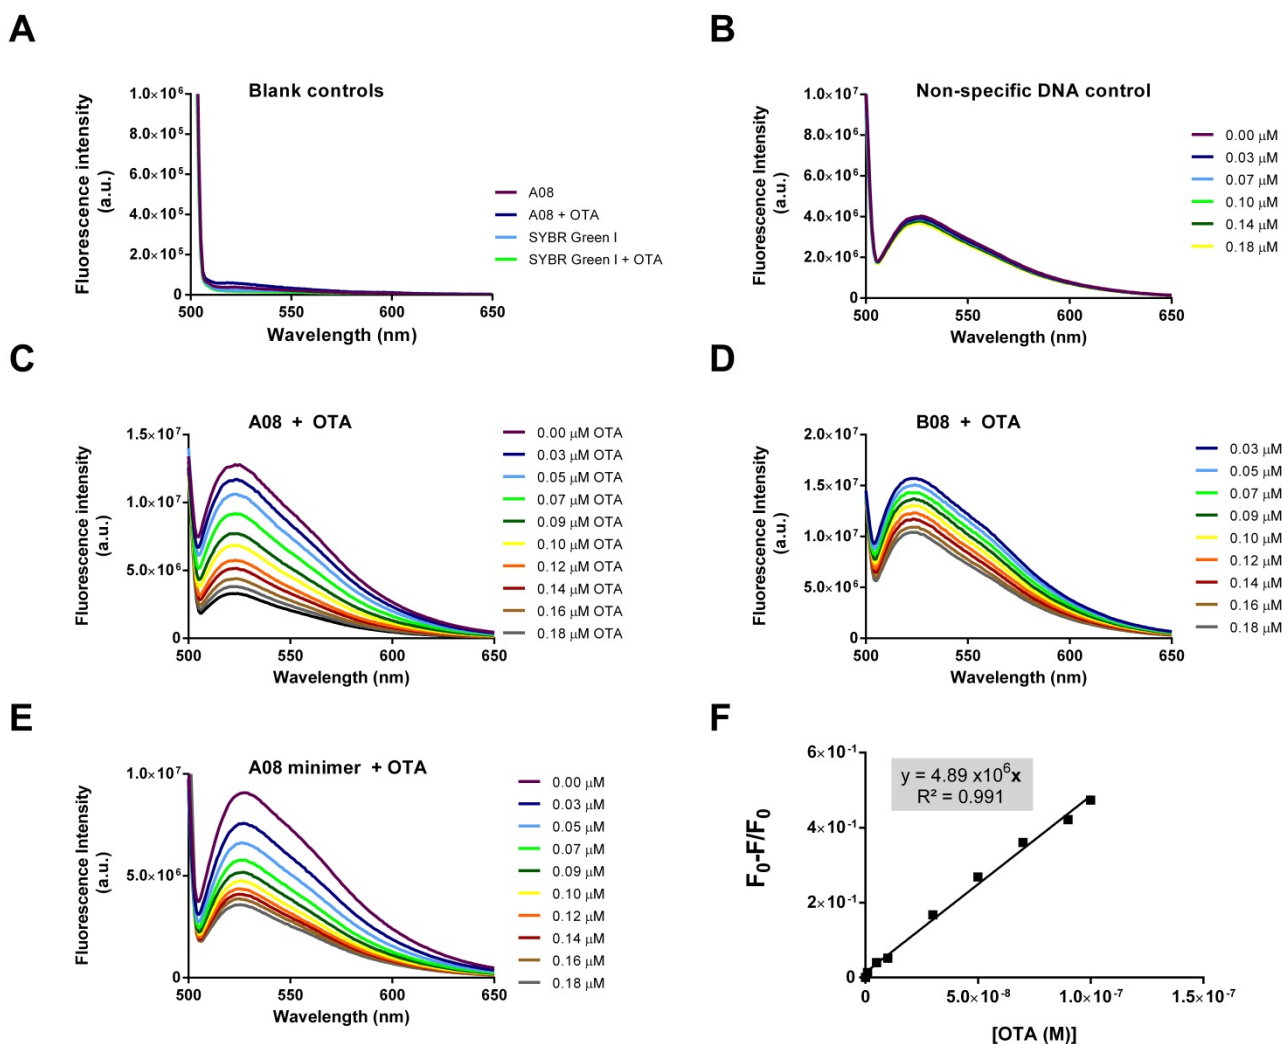 A
Blank controls
Fluorescence intensity
(a.u.)
1.0×10⁶
8.0×10⁵
6.0×10⁵
4.0×10⁵
2.0×10⁵
0
500
550
600
650
Wavelength (nm)
A08
A08 + OTA
SYBR Green I
SYBR Green I + OTA
B
Non-specific DNA control
Fluorescence Intensity
(a.u.)
1.0×10⁷
8.0×10⁶
6.0×10⁶
4.0×10⁶
2.0×10⁶
0
500
550
600
650
Wavelength (nm)
0.00 µM
0.03 µM
0.07 µM
0.10 µM
0.14 µM
0.18 µM
C
A08 + OTA
Fluorescence Intensity
(a.u.)
1.5×10⁷
1.0×10⁷
5.0×10⁶
0
500
550
600
650
Wavelength (nm)
0.00 µM OTA
0.03 µM OTA
0.05 µM OTA
0.07 µM OTA
0.09 µM OTA
0.10 µM OTA
0.12 µM OTA
0.14 µM OTA
0.16 µM OTA
0.18 µM OTA
D
B08 + OTA
Fluorescence Intensity
(a.u.)
2.0×10⁷
1.5×10⁷
1.0×10⁷
5.0×10⁶
0
500
550
600
650
Wavelength (nm)
0.03 µM
0.05 µM
0.07 µM
0.09 µM
0.10 µM
0.12 µM
0.14 µM
0.16 µM
0.18 µM
E
A08 minimer + OTA
Fluorescence Intensity
(a.u.)
1.0×10⁷
5.0×10⁶
0
500
550
600
650
Wavelength (nm)
0.00 µM
0.03 µM
0.05 µM
0.07 µM
0.09 µM
0.10 µM
0.12 µM
0.14 µM
0.16 µM
0.18 µM
F
F₀-F/F₀
6×10⁻¹
4×10⁻¹
2×10⁻¹
0
y = 4.89 x10⁶x
R² = 0.991
0
5.0×10⁻⁸
1.0×10⁻⁷
1.5×10⁻⁷
[OTA (M)]